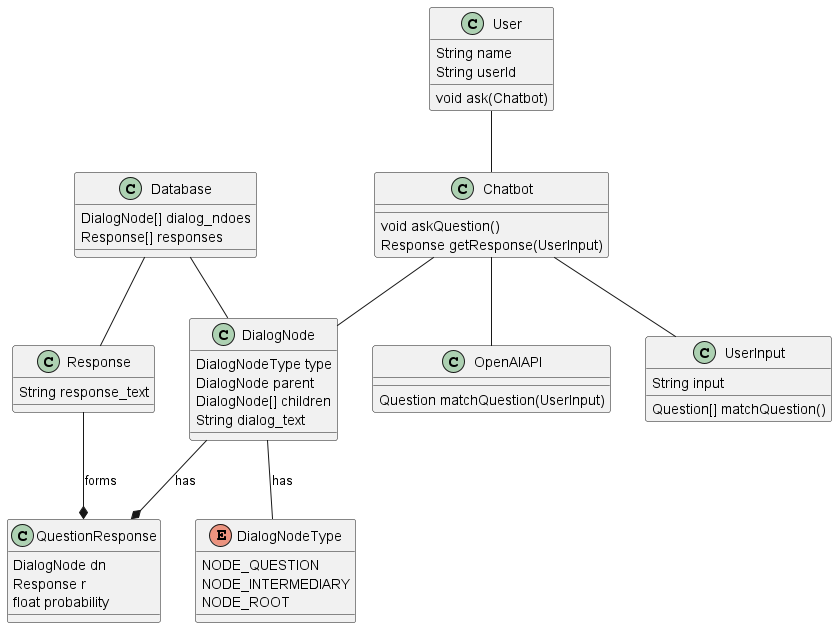 C User
String name
String userId
void ask(Chatbot)
C Database
DialogNode[] dialog_ndoes
Response[] responses
C Chatbot
void askQuestion()
Response getResponse(UserInput)
C Response
String response_text
C DialogNode
DialogNodeType type
DialogNode parent
DialogNode[] children
String dialog_text
C OpenAIAPI
Question matchQuestion(UserInput)
C UserInput
String input
Question[] matchQuestion()
forms
has
has
C QuestionResponse
DialogNode dn
Response r
float probability
E DialogNodeType
NODE_QUESTION
NODE_INTERMEDIARY
NODE_ROOT